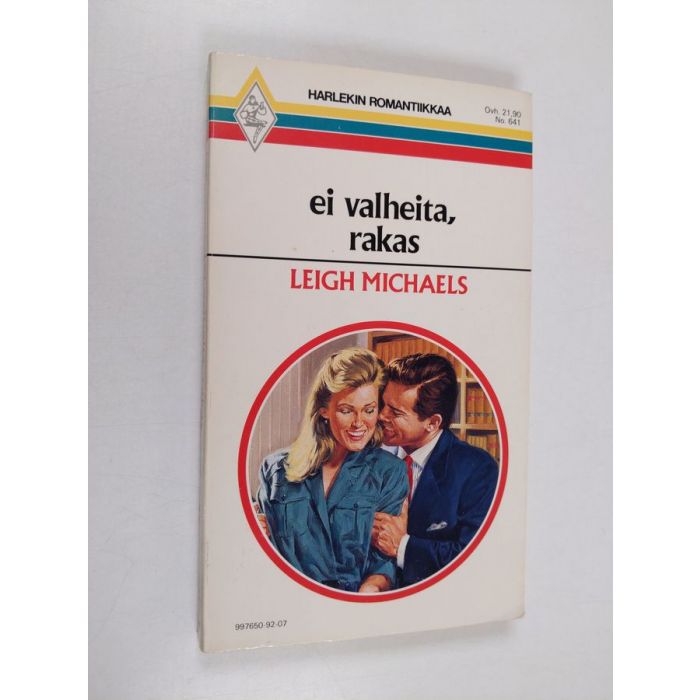 HARLEKIN ROMANTIIKKAA
Ovh. 21,90
No. 641
ei valheita,
rakas
LEIGH MICHAELS
997650-92-07